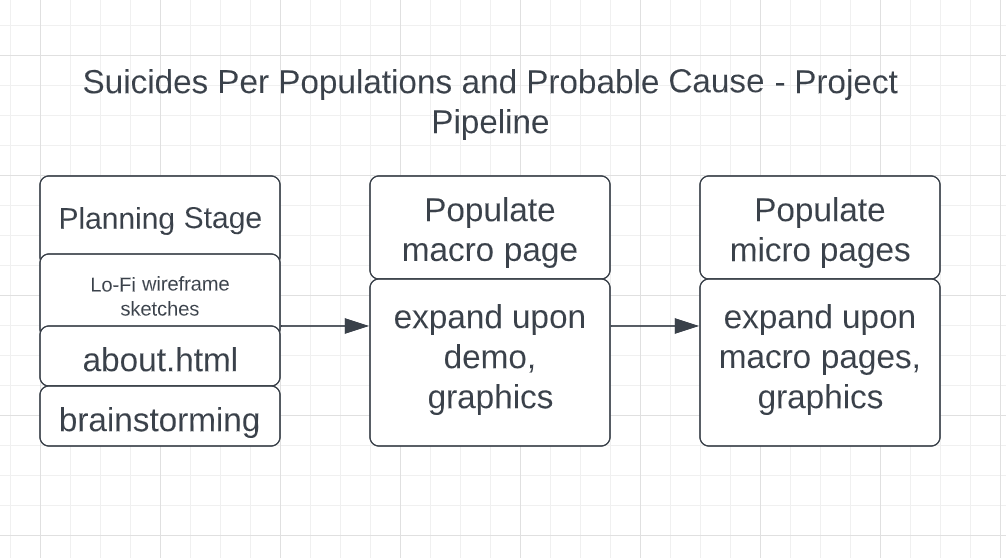 Suicides Per Populations and Probable Cause - Project
Pipeline
Planning Stage
Lo-Fi wireframe
sketches
about.html
brainstorming
Populate
macro page
expand upon
demo,
graphics
Populate
micro pages
expand upon
macro pages,
graphics